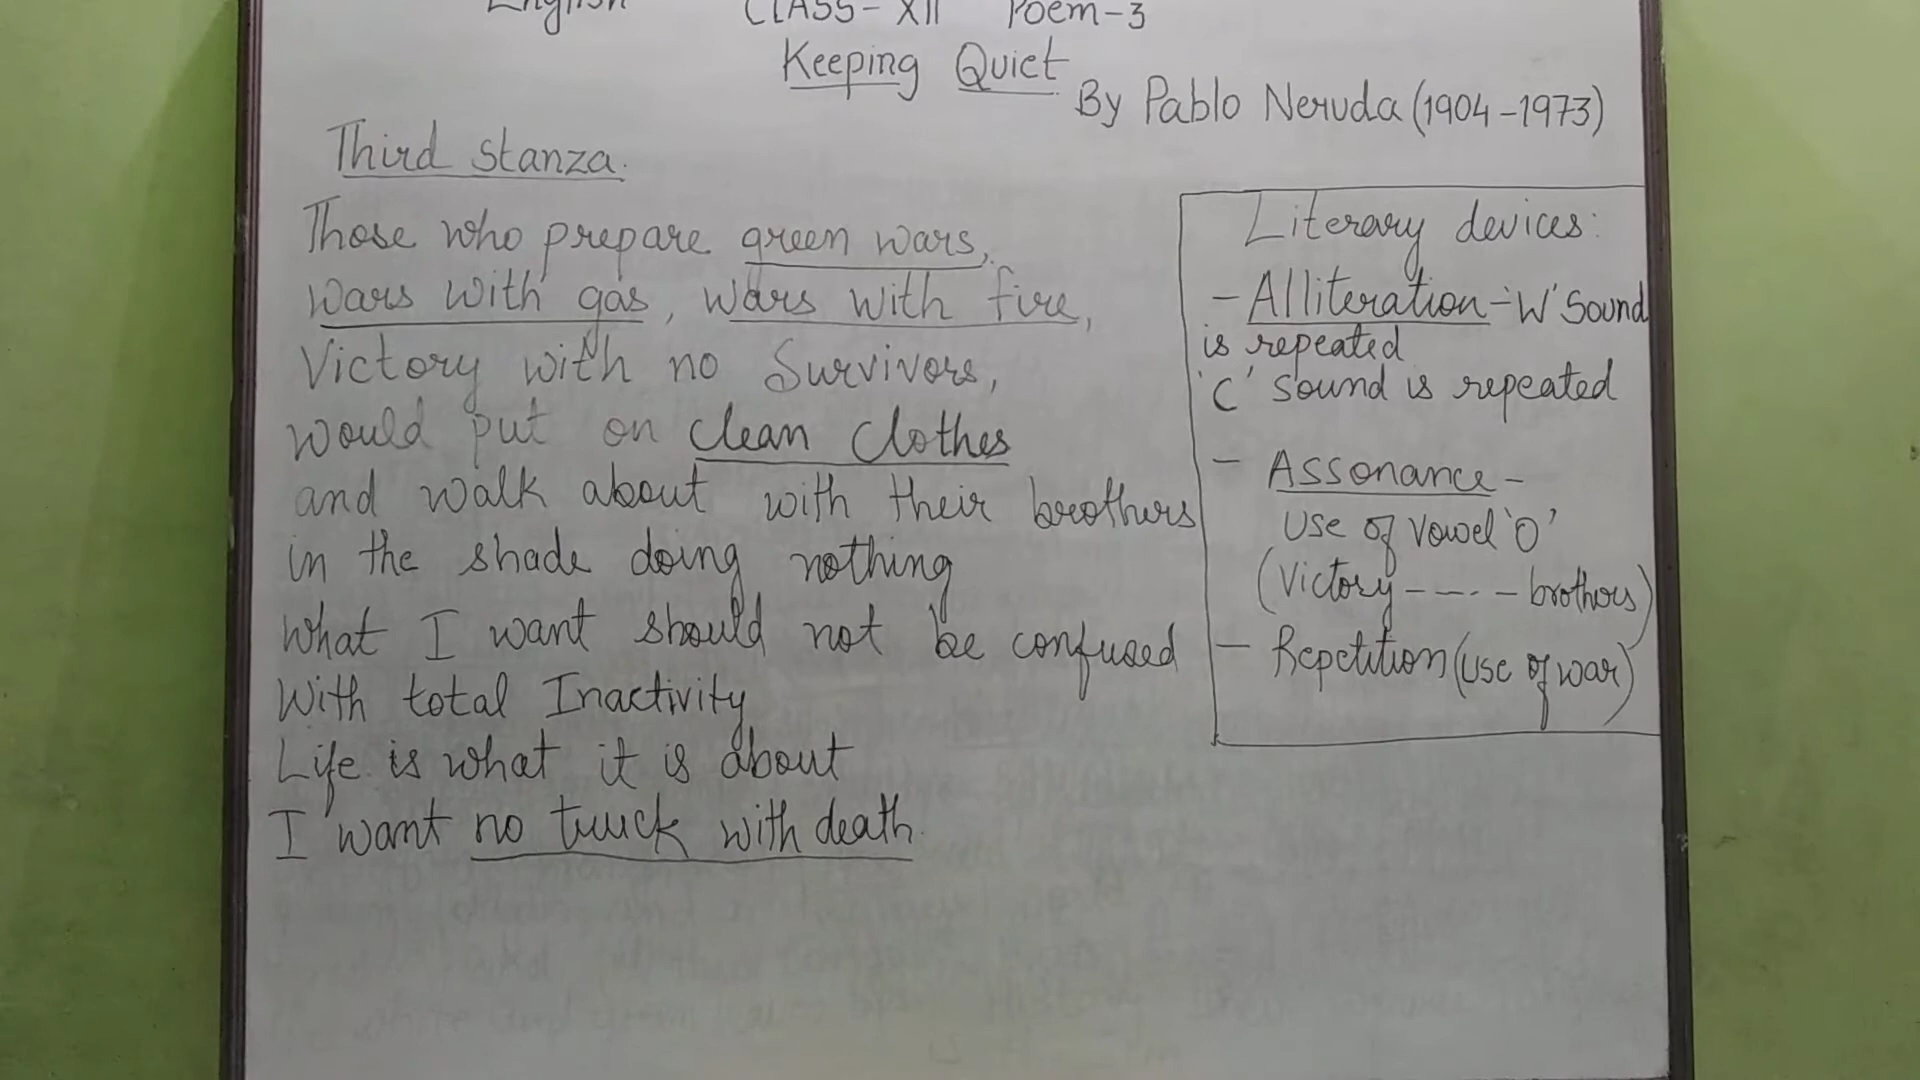 English CLASS- XII Poem-3
Keeping Quiet
By Pablo Neruda (1904-1973)
Third Stanza.
Those who prepare green wars,
wars with gas, wars with fire,
Victory with no Survivors,
would put on clean clothes
and walk about with their brothers
in the shade doing nothing
What I want should not be confused
With total Inactivity
Life is what it is about
I want no truck with death.
Literary devices:
- Alliteration - 'W' Sound
is repeated
'C' Sound is repeated
- Assonance -
Use of Vowel 'O'
(Victory ---- brothers)
- Repetition (Use of war)